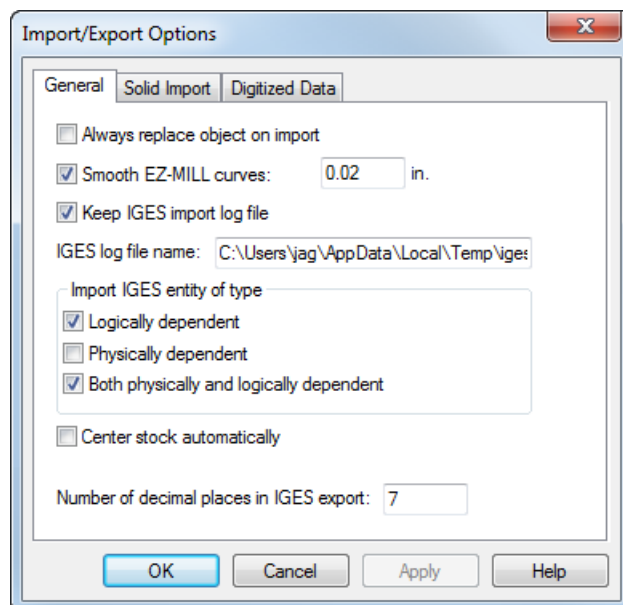 Import/Export Options
General Solid Import Digitized Data
Always replace object on import
Smooth EZ-MILL curves: 0.02 in.
Keep IGES import log file
IGES log file name: C:\Users\jag\AppData\Local\Temp\iges
Import IGES entity of type
Logically dependent
Physically dependent
Both physically and logically dependent
Center stock automatically
Number of decimal places in IGES export: 7
OK Cancel Apply Help